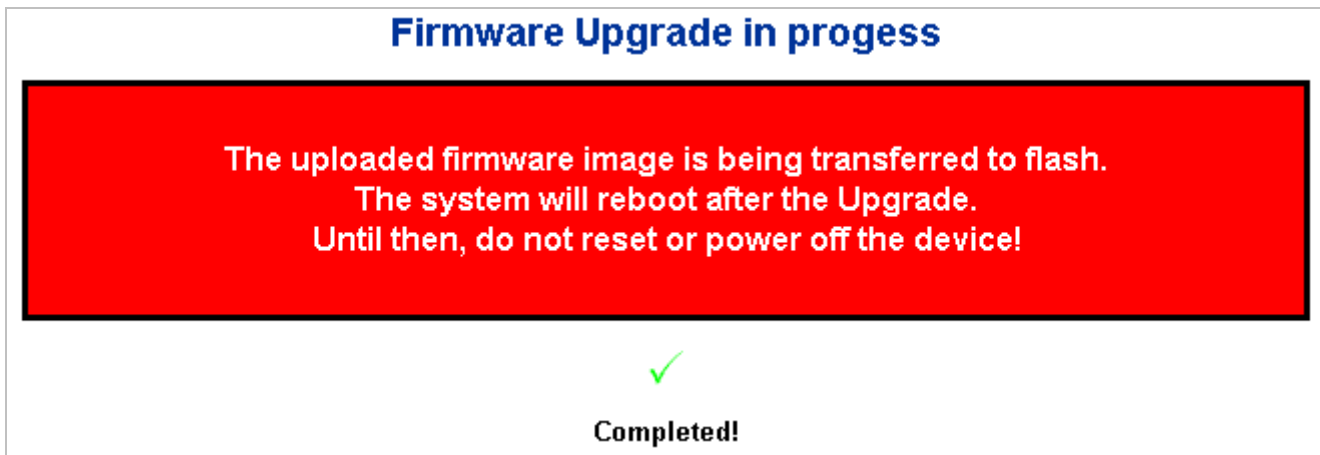 Firmware Upgrade in progess
The uploaded firmware image is being transferred to flash.
The system will reboot after the Upgrade.
Until then, do not reset or power off the device!
Completed!